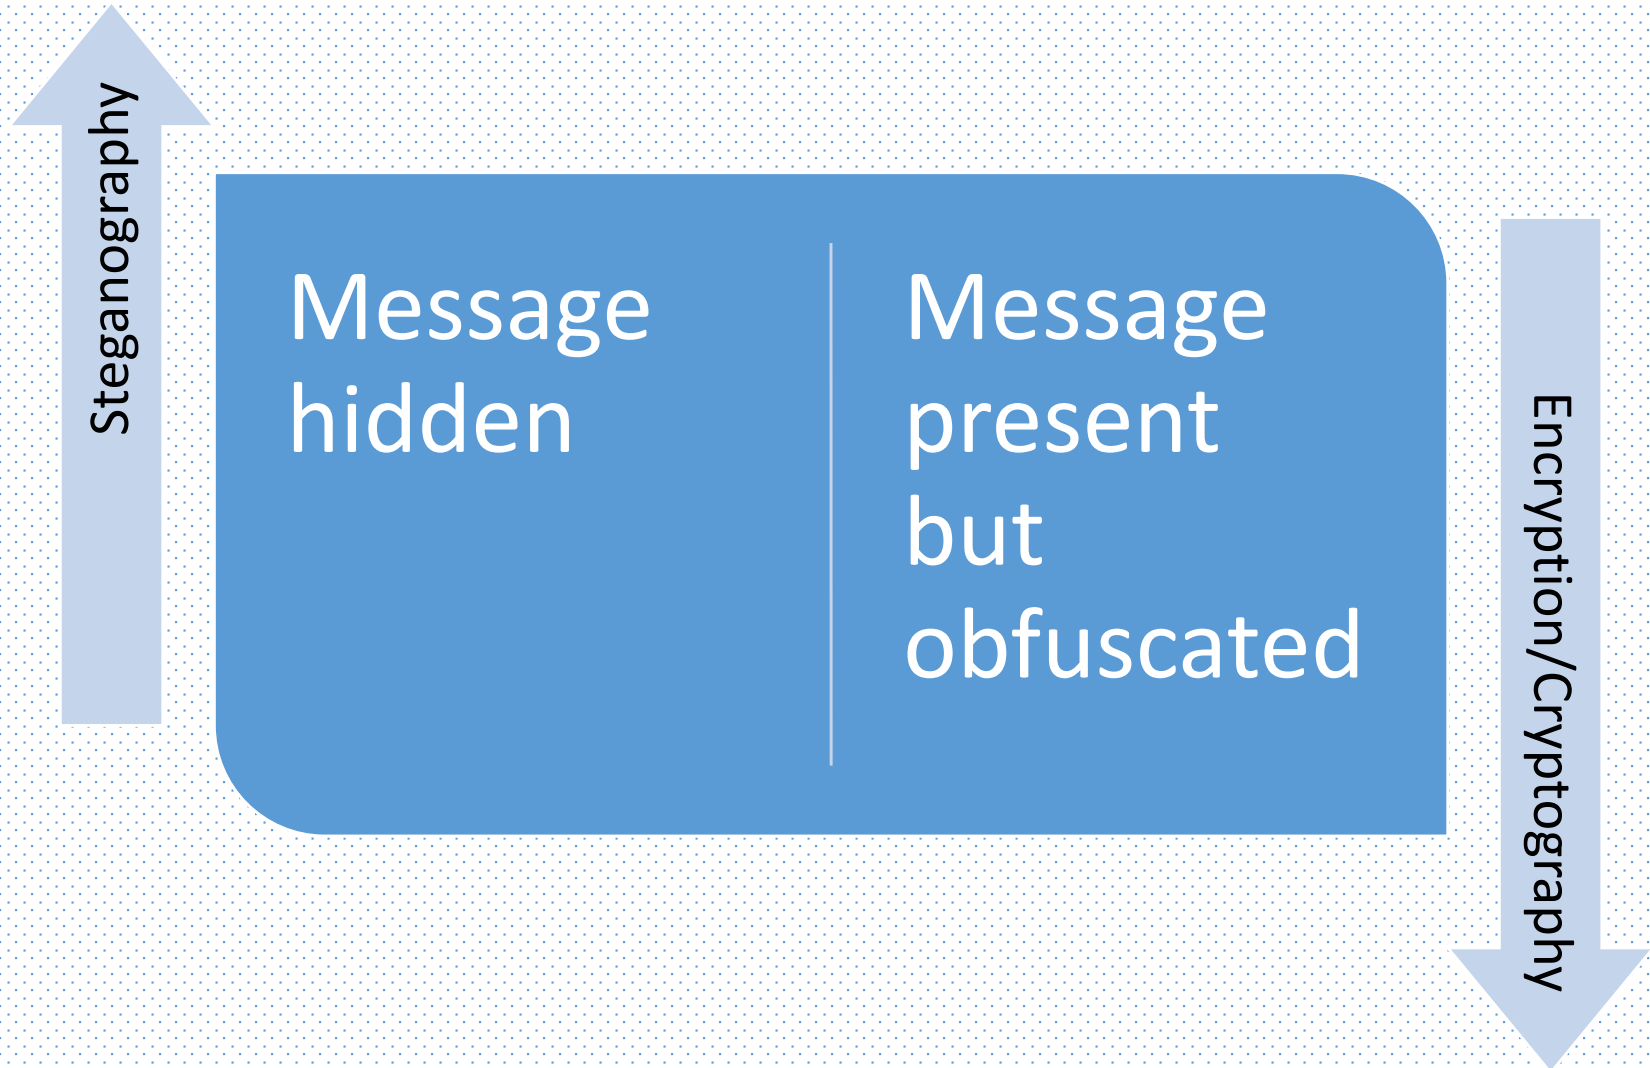 Steganography
Message
hidden
Message
present
but
obfuscated
Encryption/Cryptography